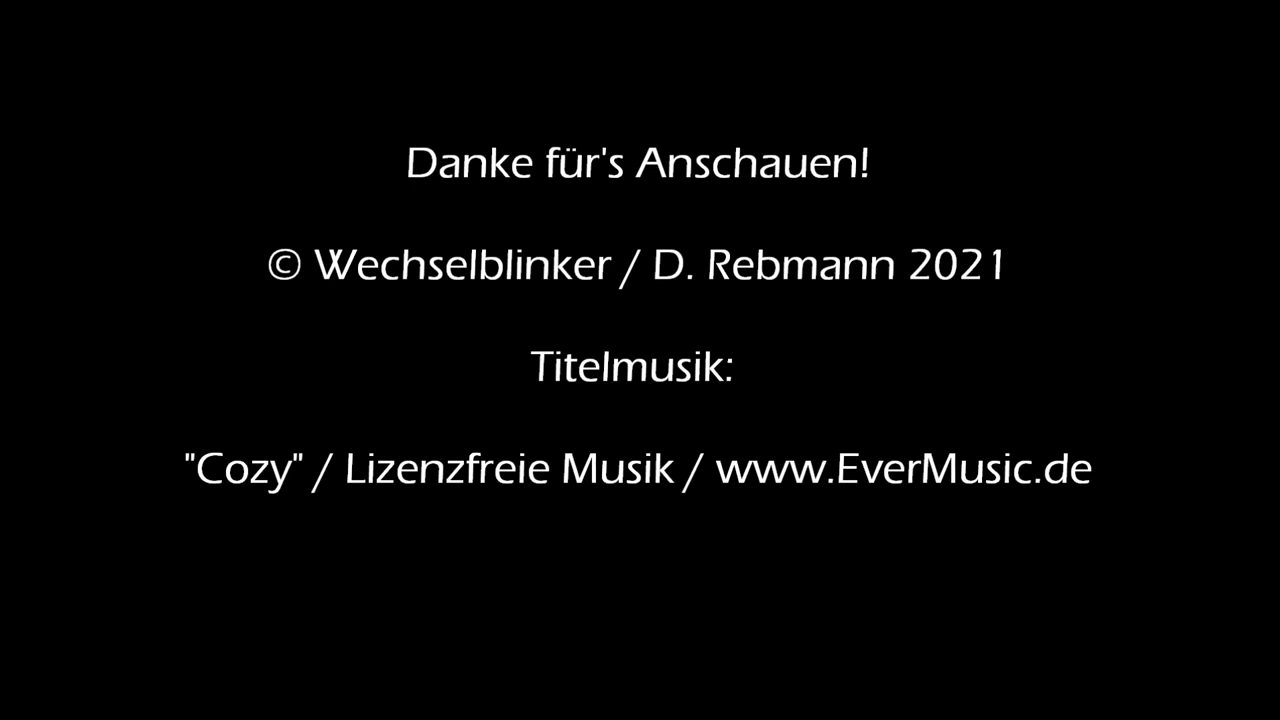 Danke für's Anschauen!
© Wechselblinker / D. Rebmann 2021
Titelmusik:
"Cozy" / Lizenzfreie Musik / www.EverMusic.de